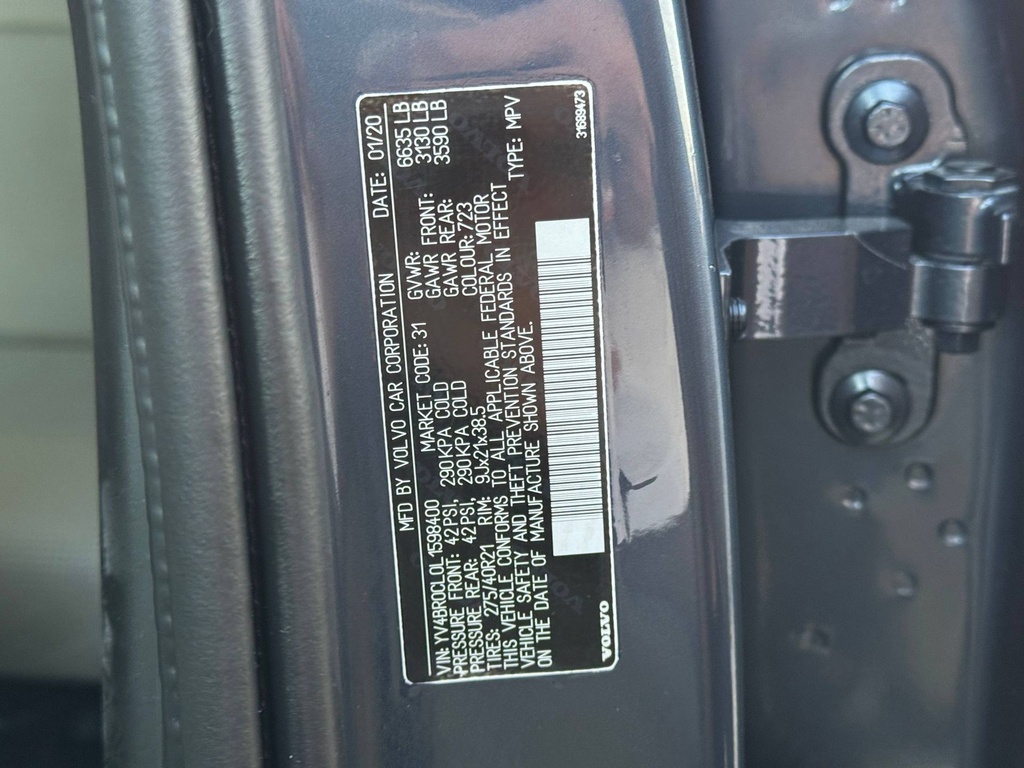 MFD BY VOLVO CAR CORPORATION DATE: 01/20
VIN: YV4BR0CL0L1598400 MARKET CODE: 31 GVWR: 6635 LB
PRESSURE FRONT: 42PSI, 290KPA COLD GAWR FRONT: 3130 LB
PRESSURE REAR: 42PSI, 290KPA COLD GAWR REAR: 3590 LB
TIRES: 275/40R21 RIM: 9Jx21x38.5 COLOUR: 723
THIS VEHICLE CONFORMS TO ALL APPLICABLE FEDERAL MOTOR
VEHICLE SAFETY AND THEFT PREVENTION STANDARDS IN EFFECT
ON THE DATE OF MANUFACTURE SHOWN ABOVE. TYPE: MPV
VOLVO 31689473